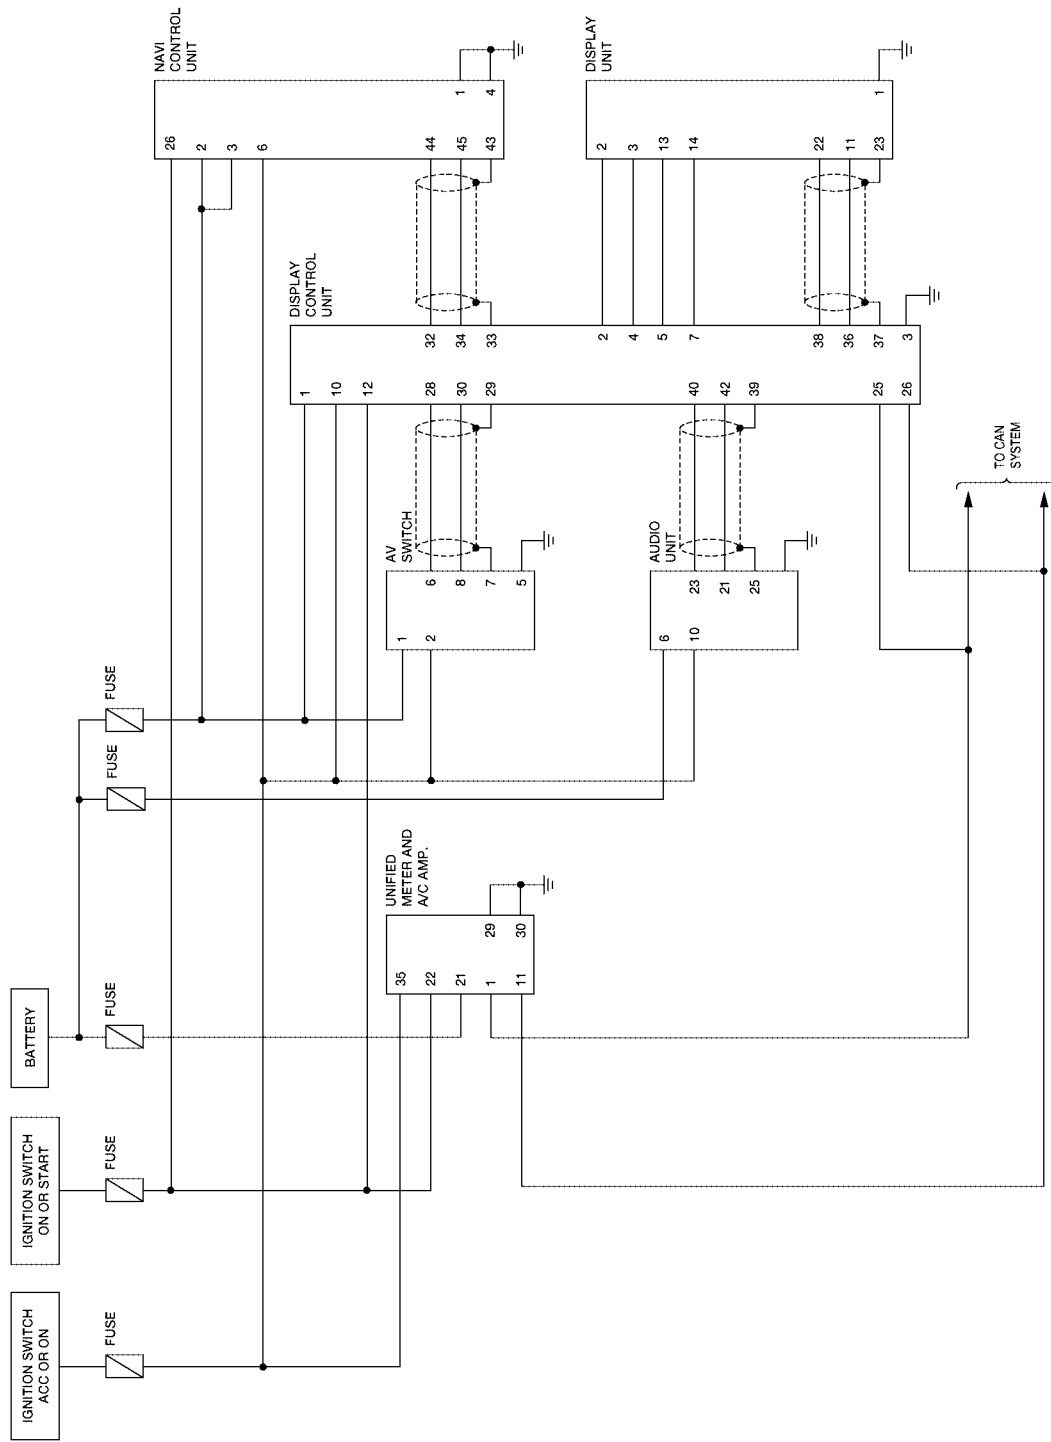 IGNITION SWITCH
ACC OR ON
IGNITION SWITCH
ON OR START
BATTERY
FUSE
FUSE
FUSE
FUSE
FUSE
NAVI
CONTROL
UNIT
26
2
3
6
44
45
43
1
4
DISPLAY
CONTROL
UNIT
1
10
12
28
30
29
40
42
39
25
26
32
34
33
2
4
5
7
38
36
37
3
UNIFIED
METER AND
A/C AMP.
35
22
21
1
11
29
30
AV
SWITCH
1
2
6
8
7
5
DISPLAY
UNIT
2
3
13
14
22
11
23
1
AUDIO
UNIT
6
10
23
21
25
TO CAN
SYSTEM